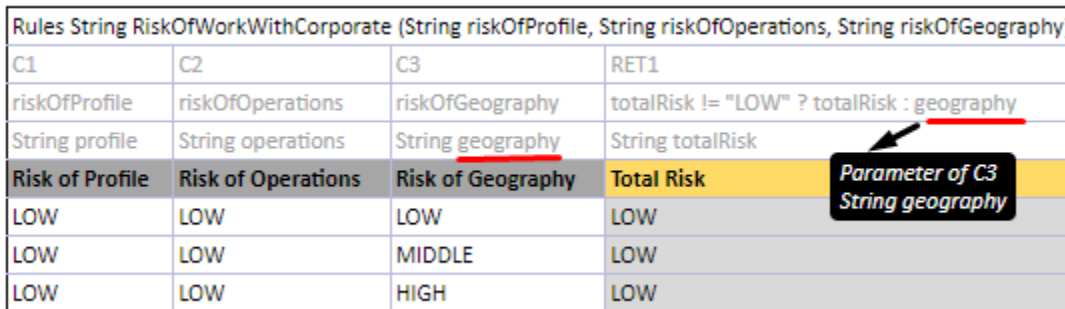 Rules String RiskOfWorkWithCorporate (String riskOfProfile, String riskOfOperations, String riskOfGeography)
C1 C2 C3 RET1
riskOfProfile riskOfOperations riskOfGeography totalRisk != "LOW" ? totalRisk : geography
String profile String operations String geography String totalRisk
Risk of Profile Risk of Operations Risk of Geography Total Risk
Parameter of C3
String geography
LOW LOW LOW LOW
LOW LOW MIDDLE LOW
LOW LOW HIGH LOW